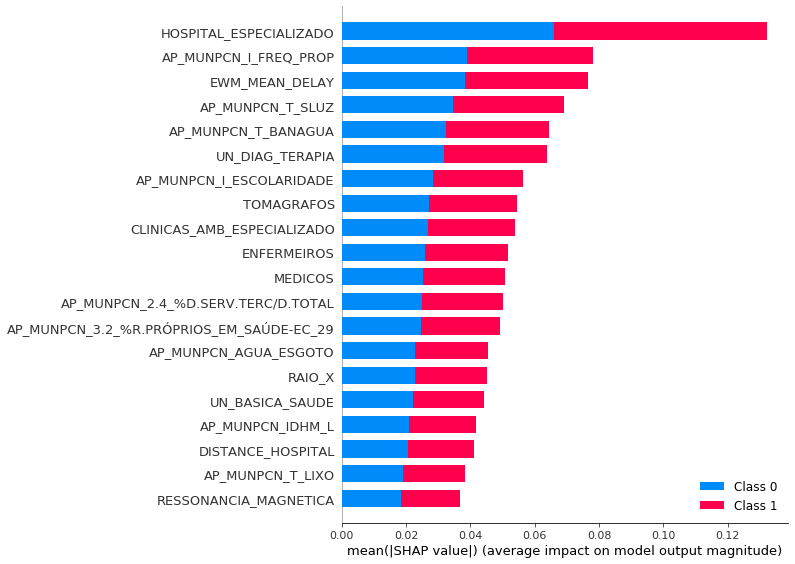 HOSPITAL_ESPECIALIZADO
AP_MUNPCN_I_FREQ_PROP
EWM_MEAN_DELAY
AP_MUNPCN_T_SLUZ
AP_MUNPCN_T_BANAGUA
UN_DIAG_TERAPIA
AP_MUNPCN_I_ESCOLARIDADE
TOMAGRAFOS
CLINICAS_AMB_ESPECIALIZADO
ENFERMEIROS
MEDICOS
AP_MUNPCN_2.4_%D.SERV.TERC/D.TOTAL
AP_MUNPCN_3.2_%R.PRÓPRIOS_EM_SAÚDE-EC_29
AP_MUNPCN_AGUA_ESGOTO
RAIO_X
UN_BASICA_SAUDE
AP_MUNPCN_IDHM_L
DISTANCE_HOSPITAL
AP_MUNPCN_T_LIXO
RESSONANCIA_MAGNETICA
Class 0
Class 1
0.00 0.02 0.04 0.06 0.08 0.10 0.12
mean(|SHAP value|) (average impact on model output magnitude)